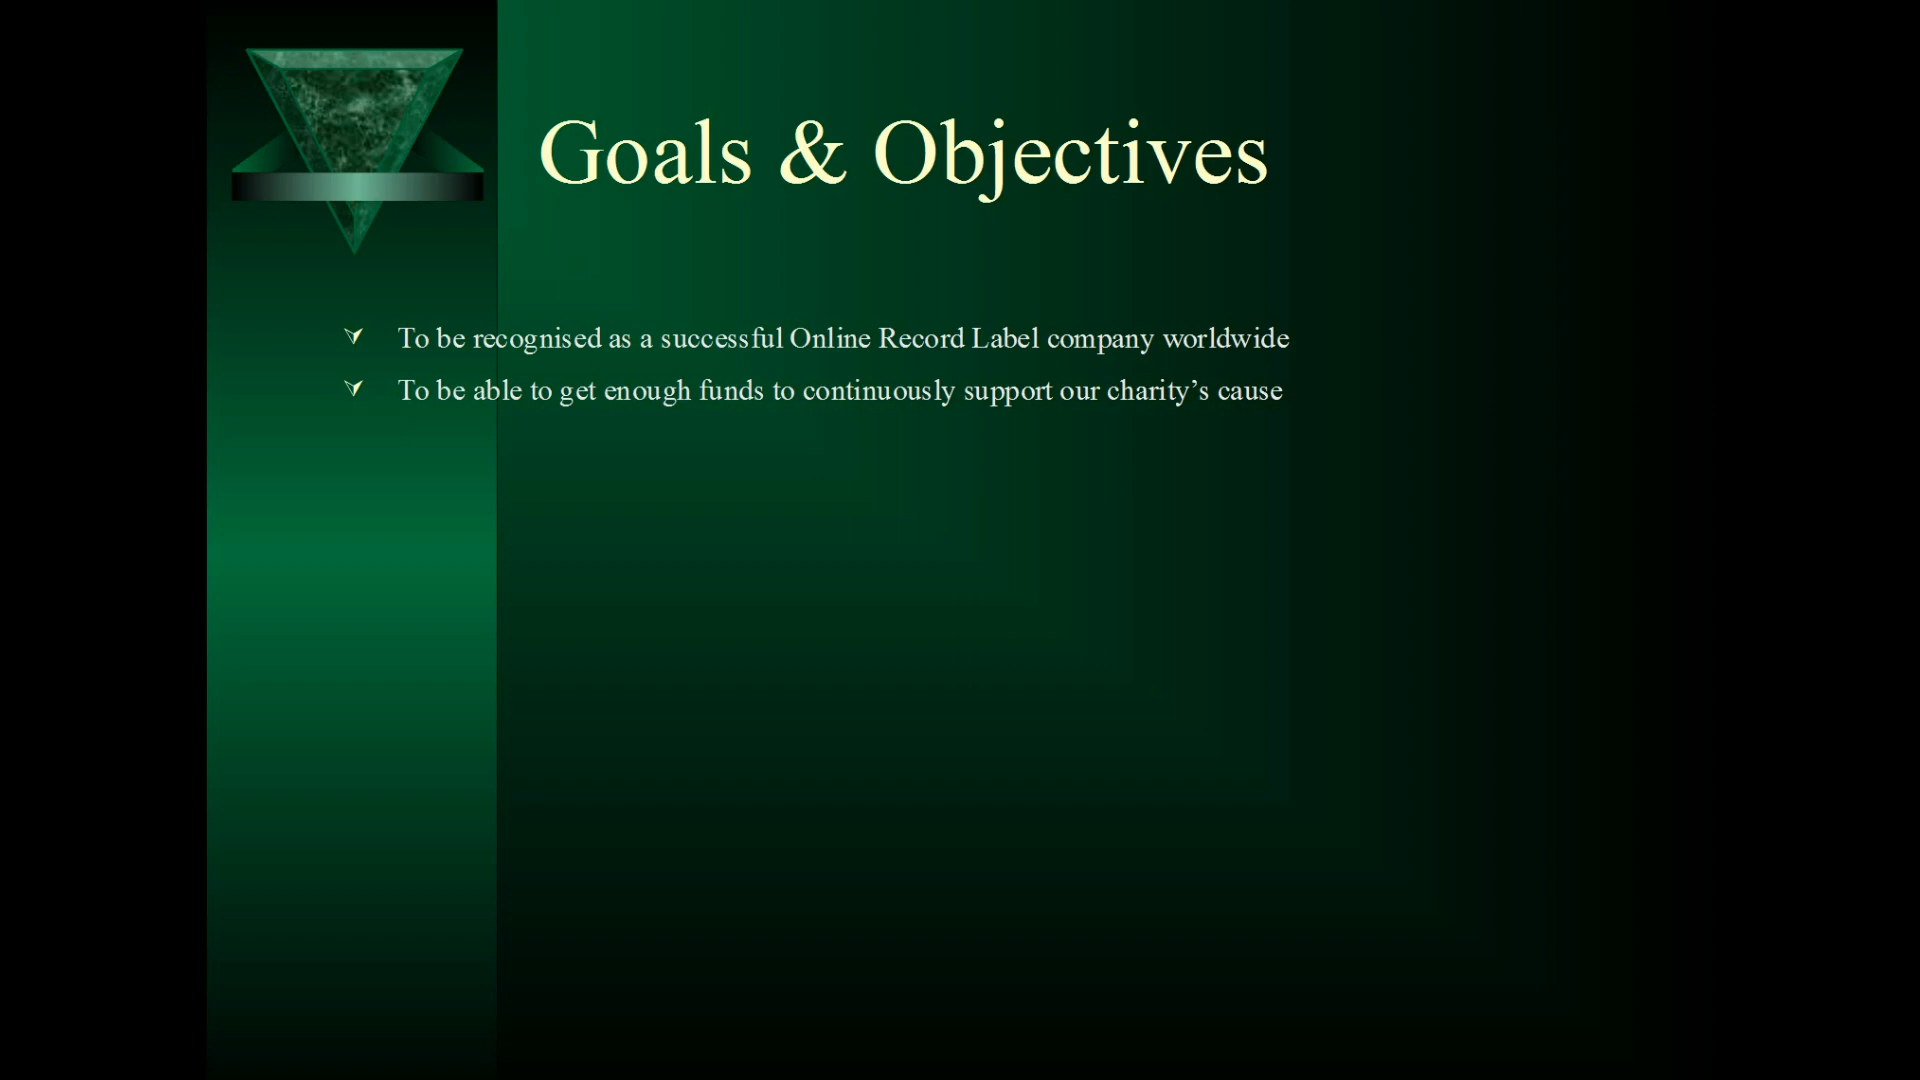 Goals & Objectives
To be recognised as a successful Online Record Label company worldwide
To be able to get enough funds to continuously support our charity’s cause